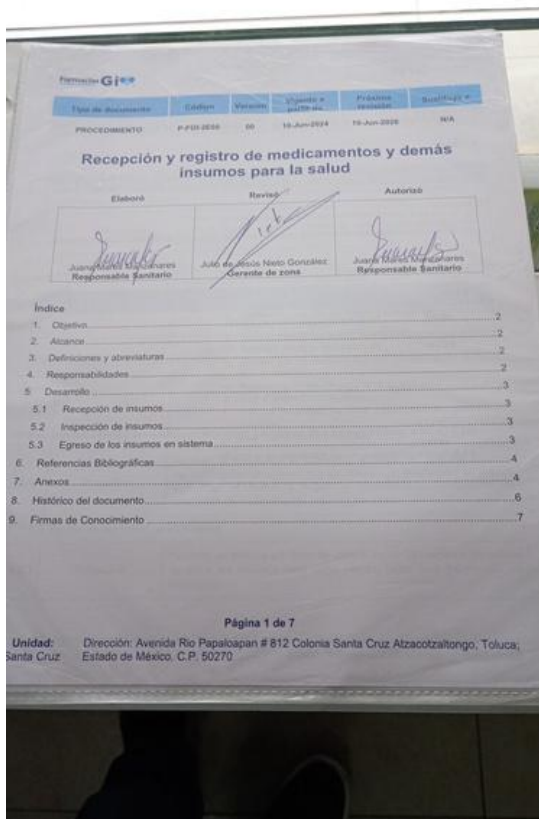 Farmacias Gi
Tipo de documento Código Versión Vigente a partir de Próxima revisión Sustituye a
PROCEDIMIENTO 00 10-Jun-2024 10-Jun-2026 N/A
Recepción y registro de medicamentos y demás
insumos para la salud
Elaboró Revisó Autorizó
Juana Mares Manzanares Julio de Jesús Nieto González Juana Mares Manzanares
Responsable Sanitario Gerente de zona Responsable Sanitario
Índice
1. Objetivo 2
2. Alcance 2
3. Definiciones y abreviaturas 2
4. Responsabilidades 2
5 Desarrollo 3
5.1 Recepción de insumos 3
5.2 Inspección de insumos 3
5.3 Egreso de los insumos en sistema 3
6. Referencias Bibliográficas 4
7. Anexos 4
8. Histórico del documento 6
9. Firmas de Conocimiento 7
Página 1 de 7
Unidad: Dirección: Avenida Rio Papaloapan # 812 Colonia Santa Cruz Atzacotzaltongo, Toluca;
Santa Cruz Estado de México. C.P. 50270